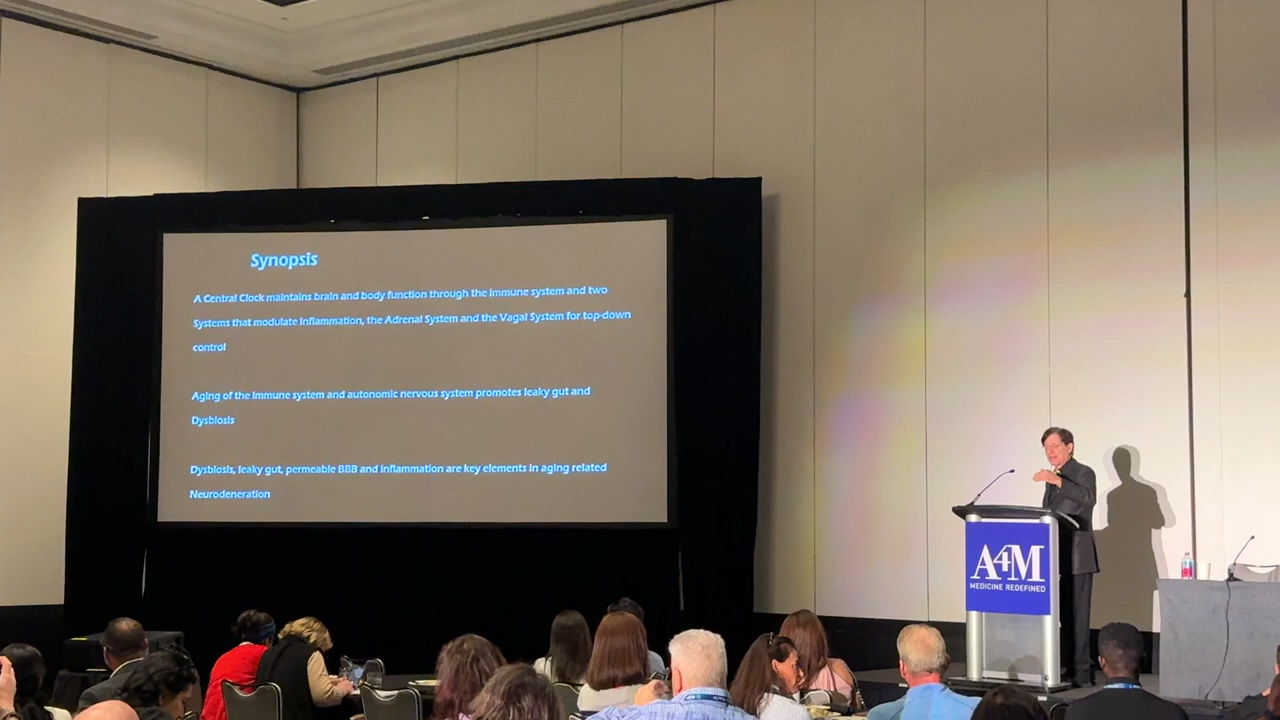 Synopsis
A Central Clock maintains brain and body function through the immune system and two
Systems that modulate inflammation, the Adrenal System and the Vagal System for top-down
control
Aging of the immune system and autonomic nervous system promotes leaky gut and
Dysbiosis
Dysbiosis, leaky gut, permeable BBB and inflammation are key elements in aging related
Neurodeneration
A4M
MEDICINE REDEFINED